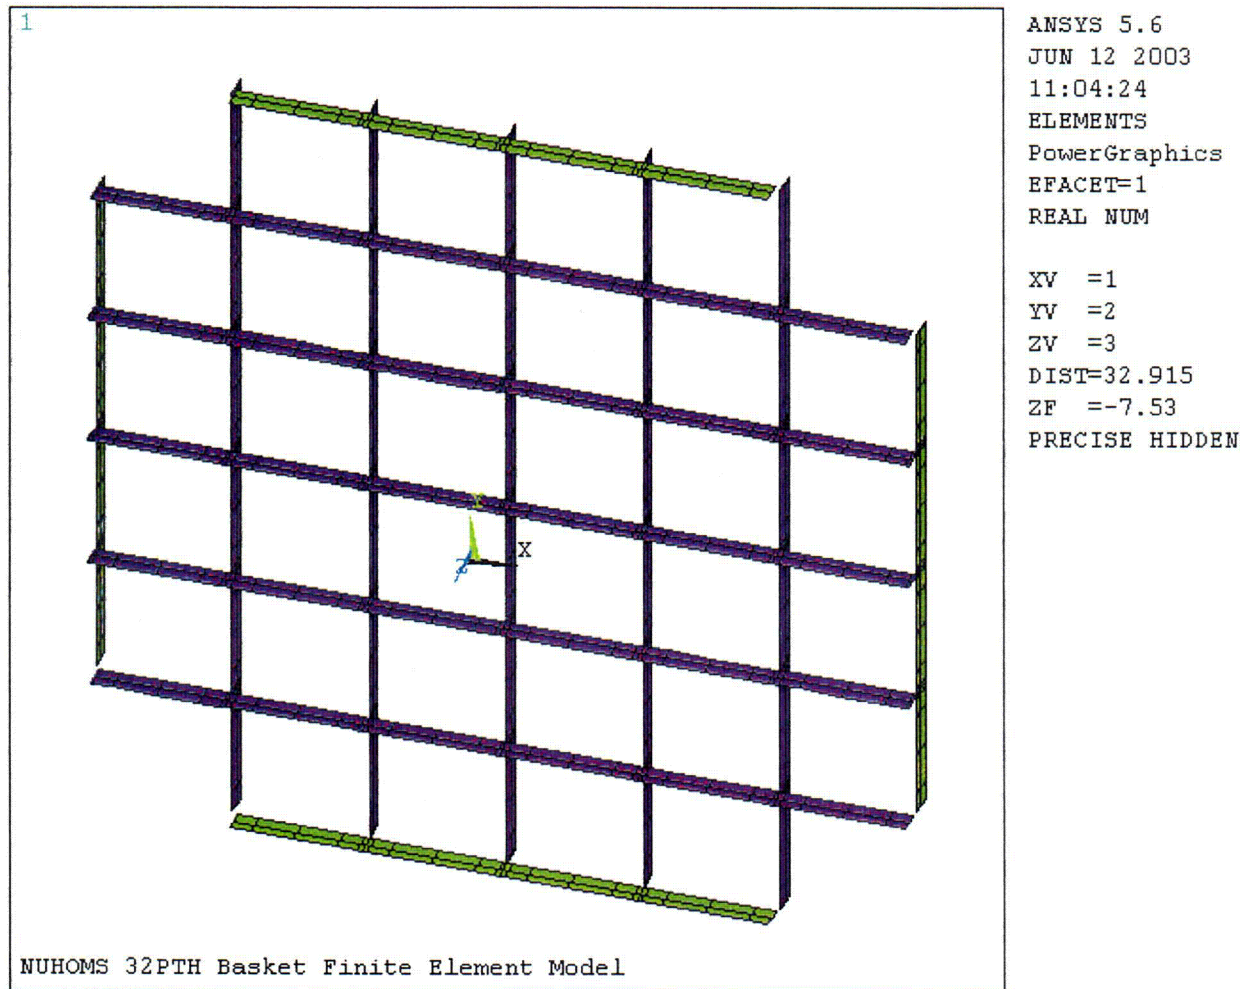 1
ANSYS 5.6
JUN 12 2003
11:04:24
ELEMENTS
PowerGraphics
EFACET=1
REAL NUM
XV =1
YV =2
ZV =3
DIST=32.915
ZF =-7.53
PRECISE HIDDEN
Y
X
Z
NUHOMS 32PTH Basket Finite Element Model